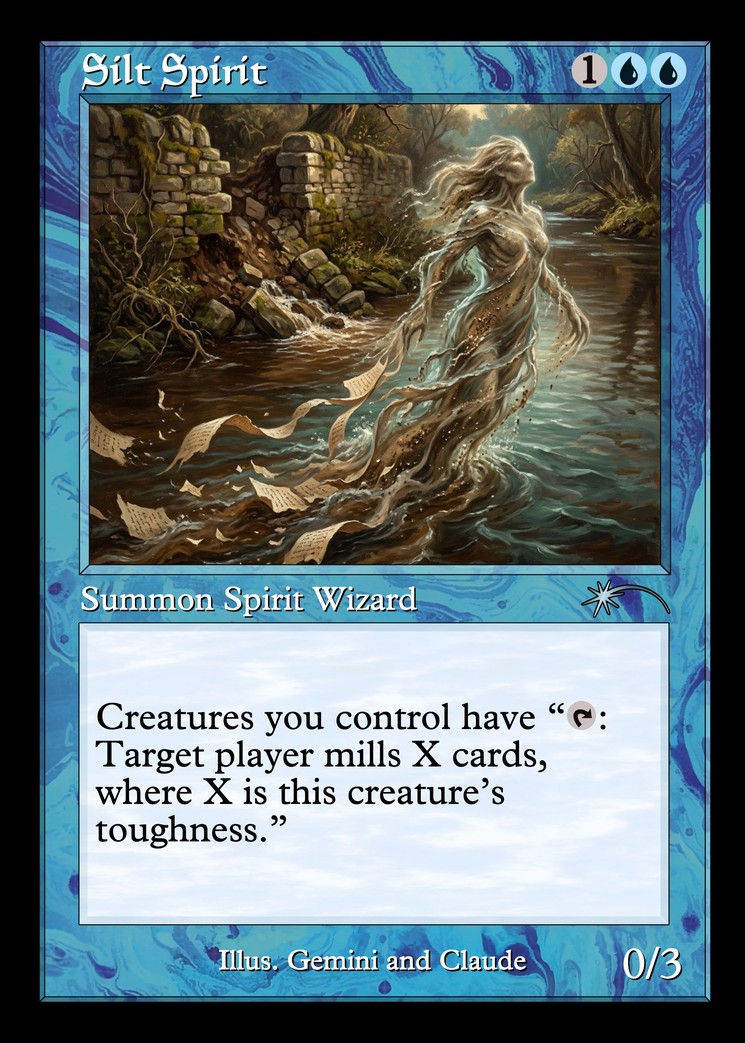 Silt Spirit
1
Summon Spirit Wizard
Creatures you control have “:
Target player mills X cards,
where X is this creature’s
toughness.”
Illus. Gemini and Claude
0/3